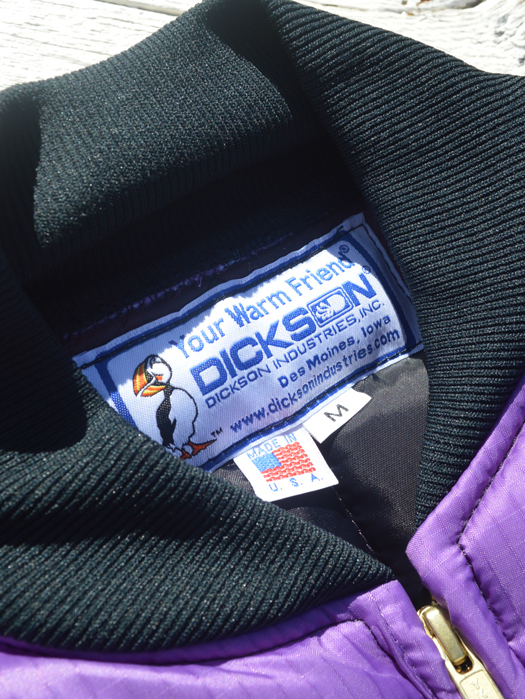 Your Warm Friend®
DICKSON®
DICKSON INDUSTRIES, INC.
Des Moines, Iowa
www.dicksonindustries.com
TM
M
MADE IN
U.S.A.